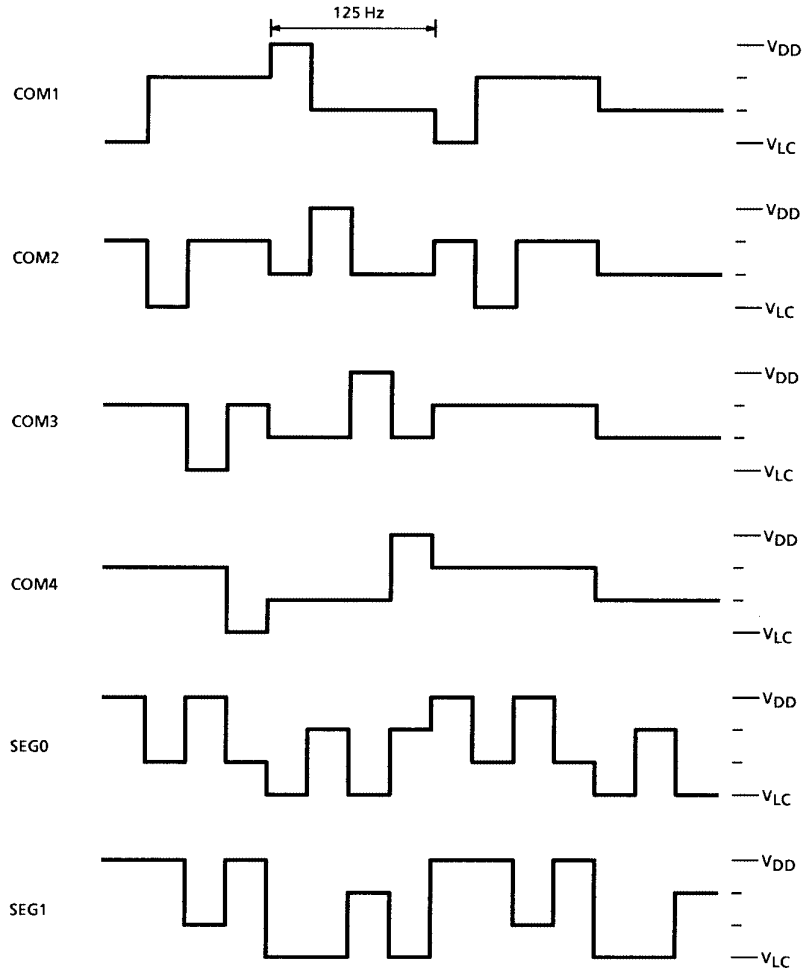 125 Hz
COM1
VDD
VLC
COM2
VDD
VLC
COM3
VDD
VLC
COM4
VDD
VLC
SEG0
VDD
VLC
SEG1
VDD
VLC